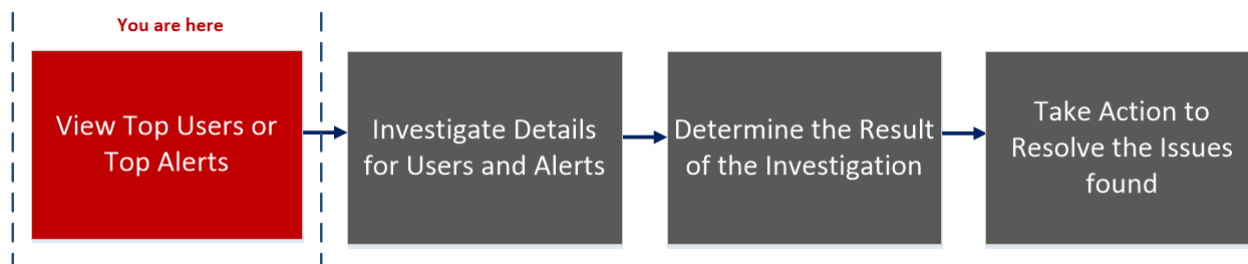 You are here
View Top Users or
Top Alerts
Investigate Details
for Users and Alerts
Determine the Result
of the Investigation
Take Action to
Resolve the Issues
found